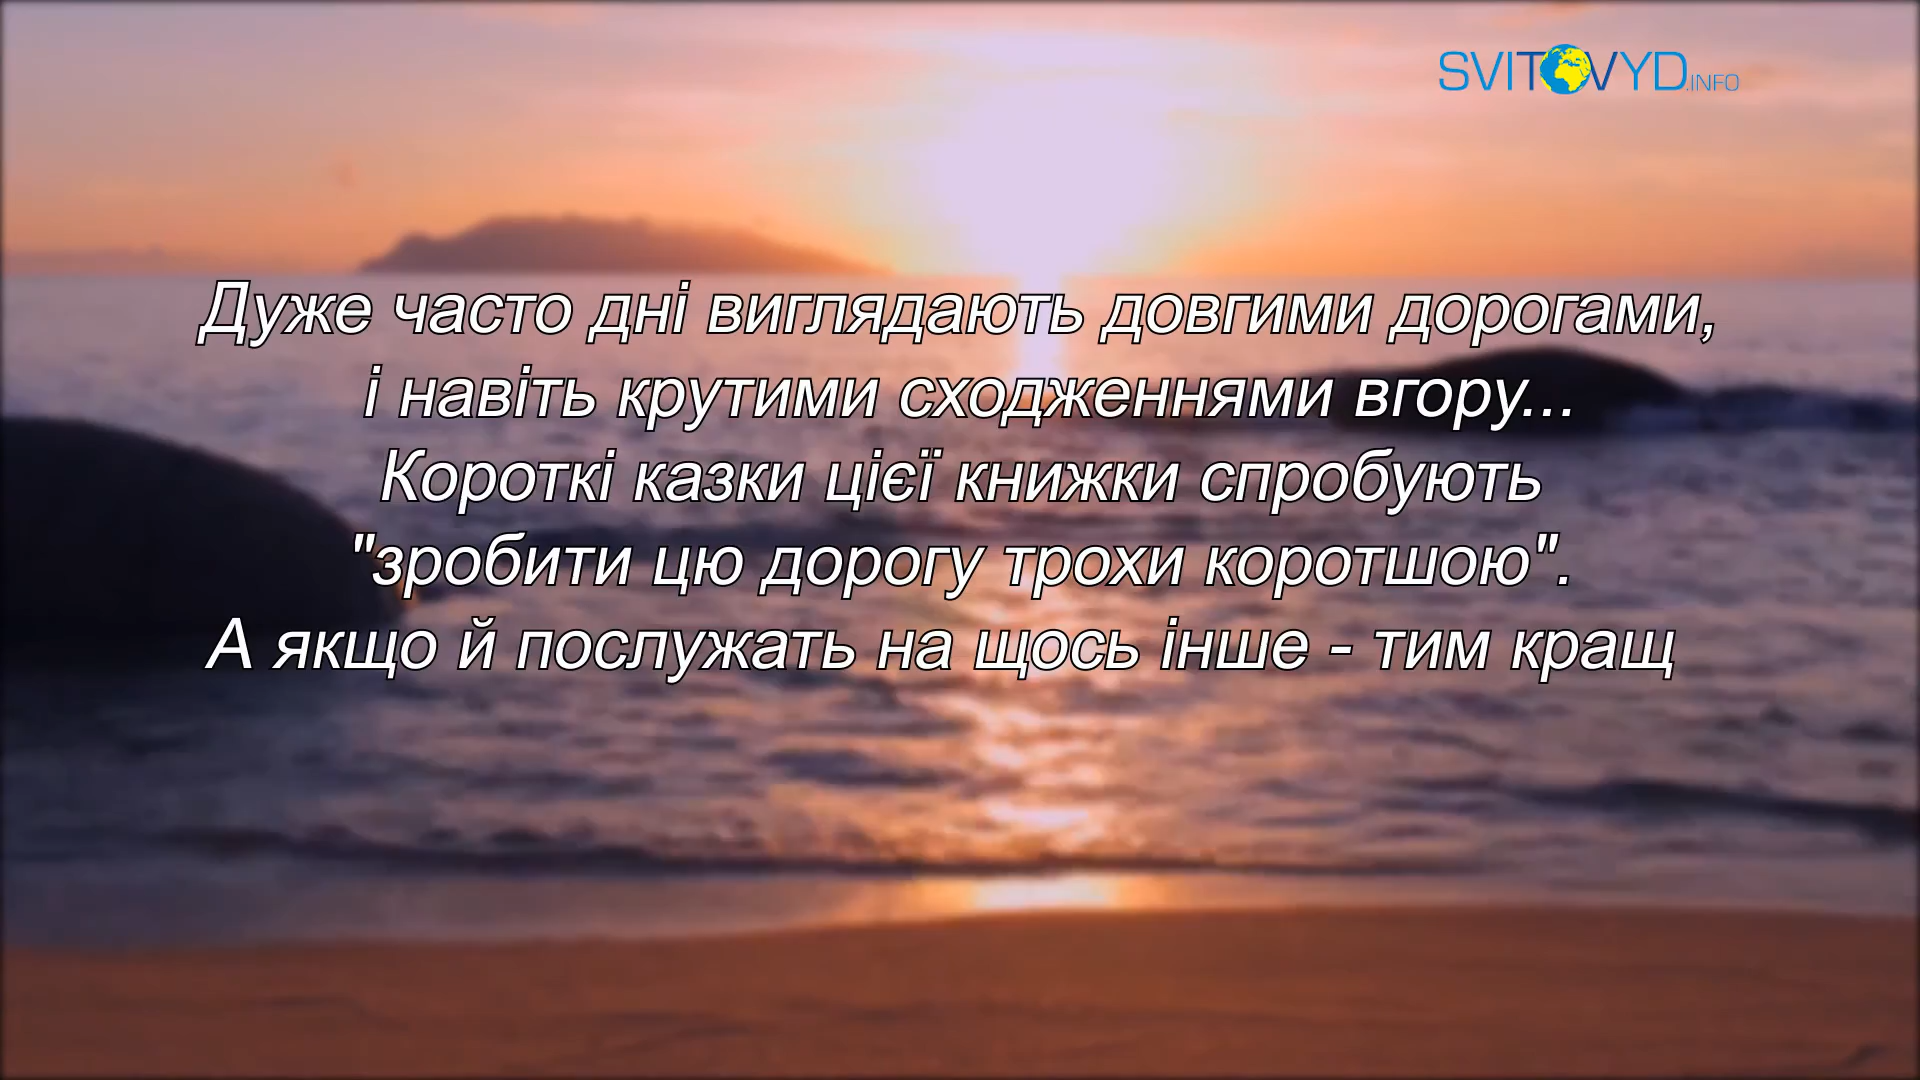 SVITOVYD.INFO
Дуже часто дні виглядають довгими дорогами,
і навіть крутими сходженнями вгору...
Короткі казки цієї книжки спробують
"зробити цю дорогу трохи коротшою".
А якщо й послужать на щось інше - тим кращ